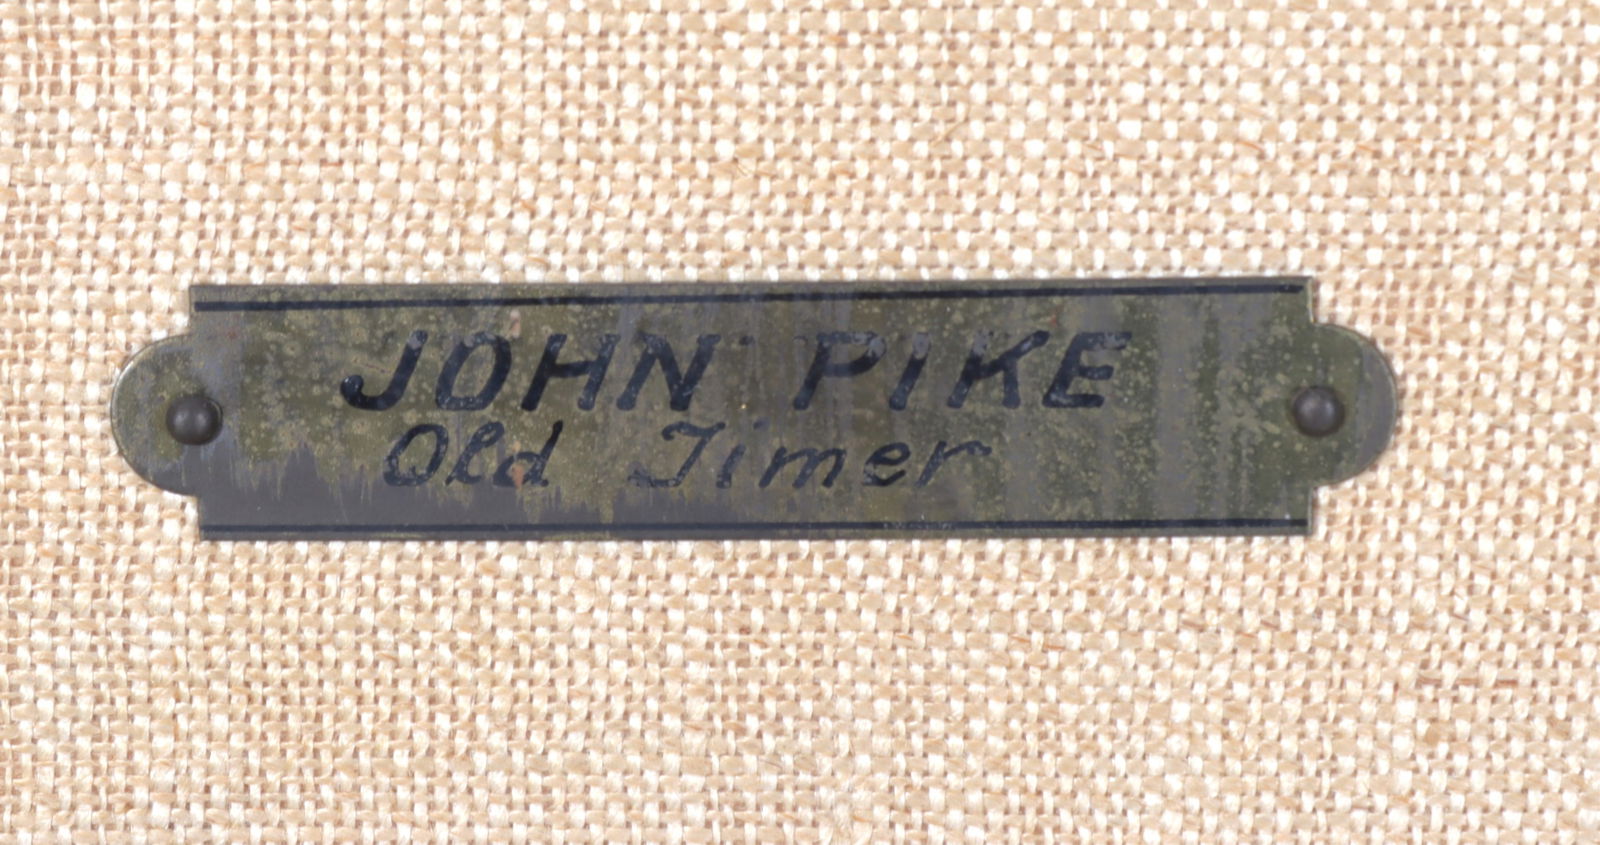 JOHN PIKE
Old Timer